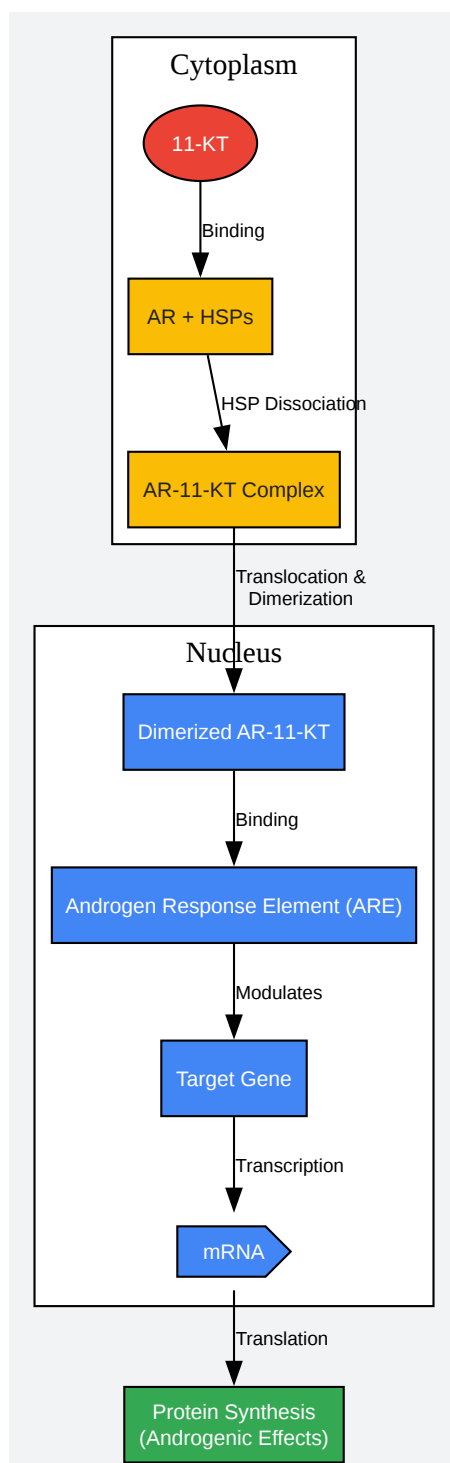 Cytoplasm
11-KT
Binding
AR + HSPs
HSP Dissociation
AR-11-KT Complex
Translocation &
Dimerization
Nucleus
Dimerized AR-11-KT
Binding
Androgen Response Element (ARE)
Modulates
Target Gene
Transcription
mRNA
Translation
Protein Synthesis
(Androgenic Effects)